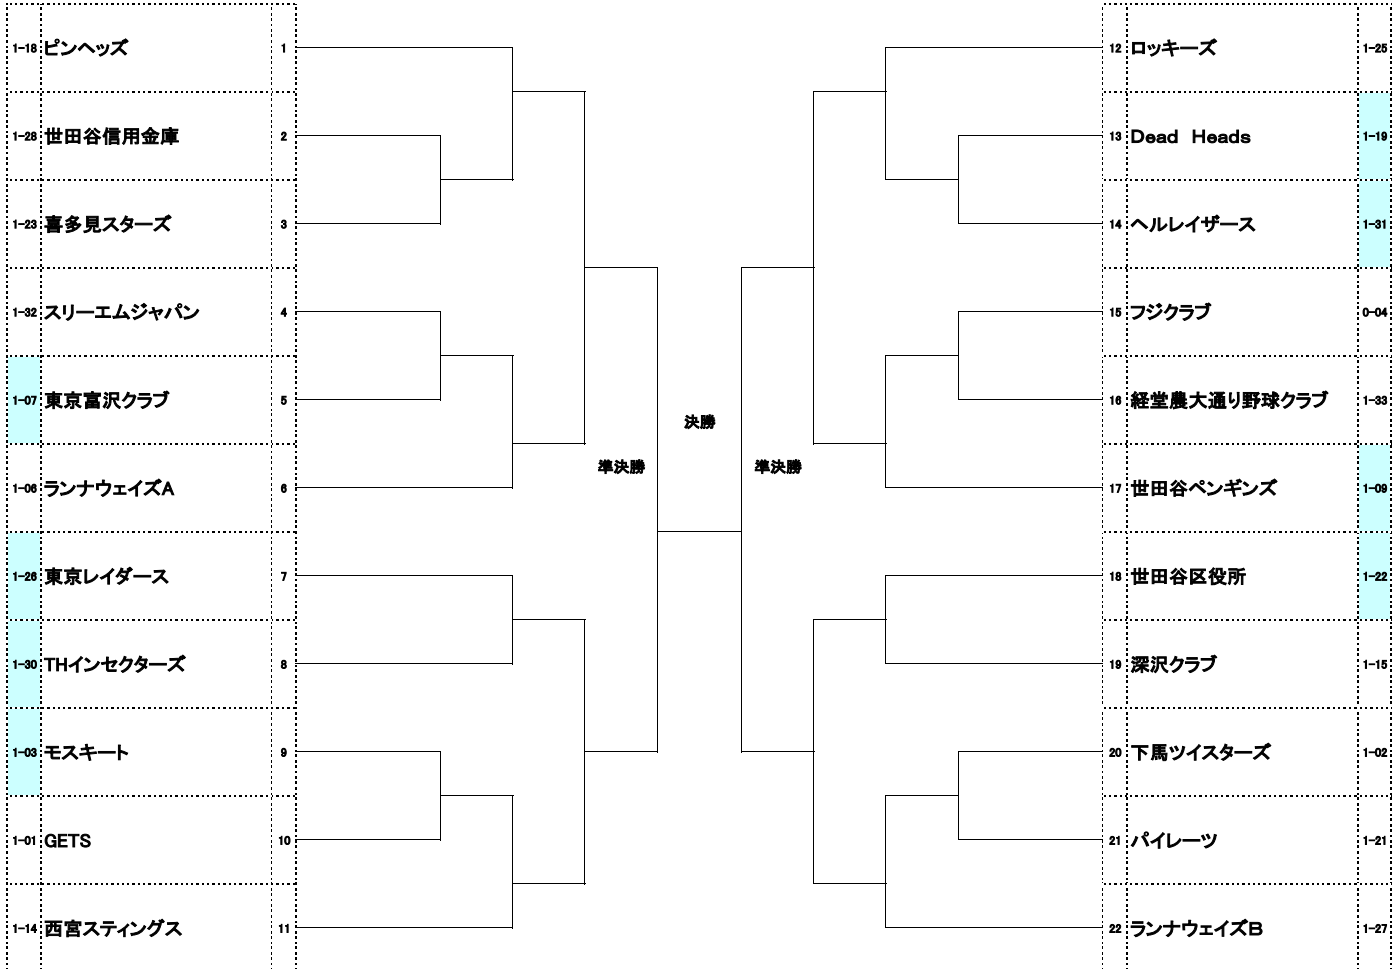 1-18 ピンヘッズ 1
1-28 世田谷信用金庫 2
1-23 喜多見スターズ 3
1-32 スリーエムジャパン 4
1-07 東京富沢クラブ 5
1-06 ランナウェイズA 6
1-26 東京レイダース 7
1-30 THインセクターズ 8
1-03 モスキート 9
1-01 GETS 10
1-14 西宮スティングス 11
決勝
準決勝
準決勝
12 ロッキーズ 1-25
13 Dead Heads 1-19
14 ヘルレイザース 1-31
15 フジクラブ 0-04
16 経堂農大通り野球クラブ 1-33
17 世田谷ペンギンズ 1-09
18 世田谷区役所 1-22
19 深沢クラブ 1-15
20 下馬ツイスターズ 1-02
21 パイレーツ 1-21
22 ランナウェイズB 1-27